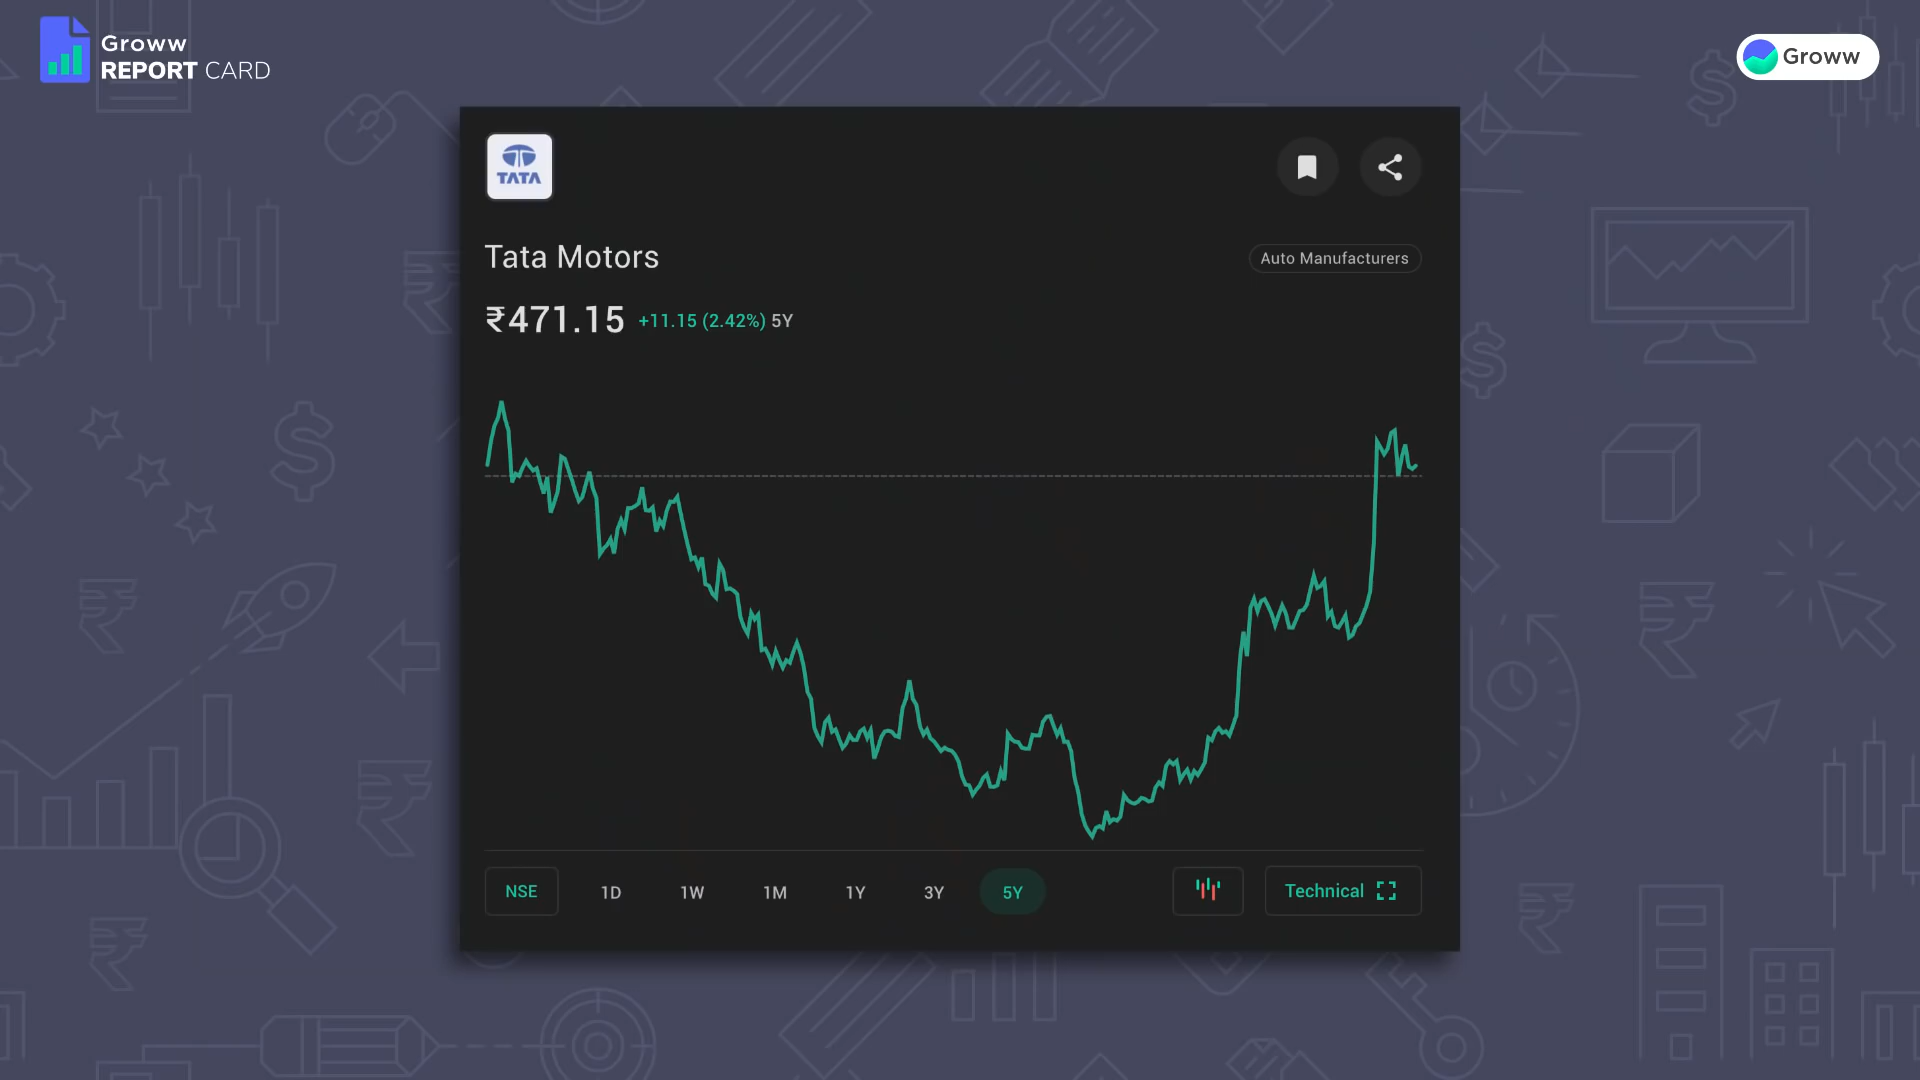 Groww
REPORT CARD
Groww
TATA
Tata Motors
Auto Manufacturers
₹471.15 +11.15 (2.42%) 5Y
NSE 1D 1W 1M 1Y 3Y 5Y Technical